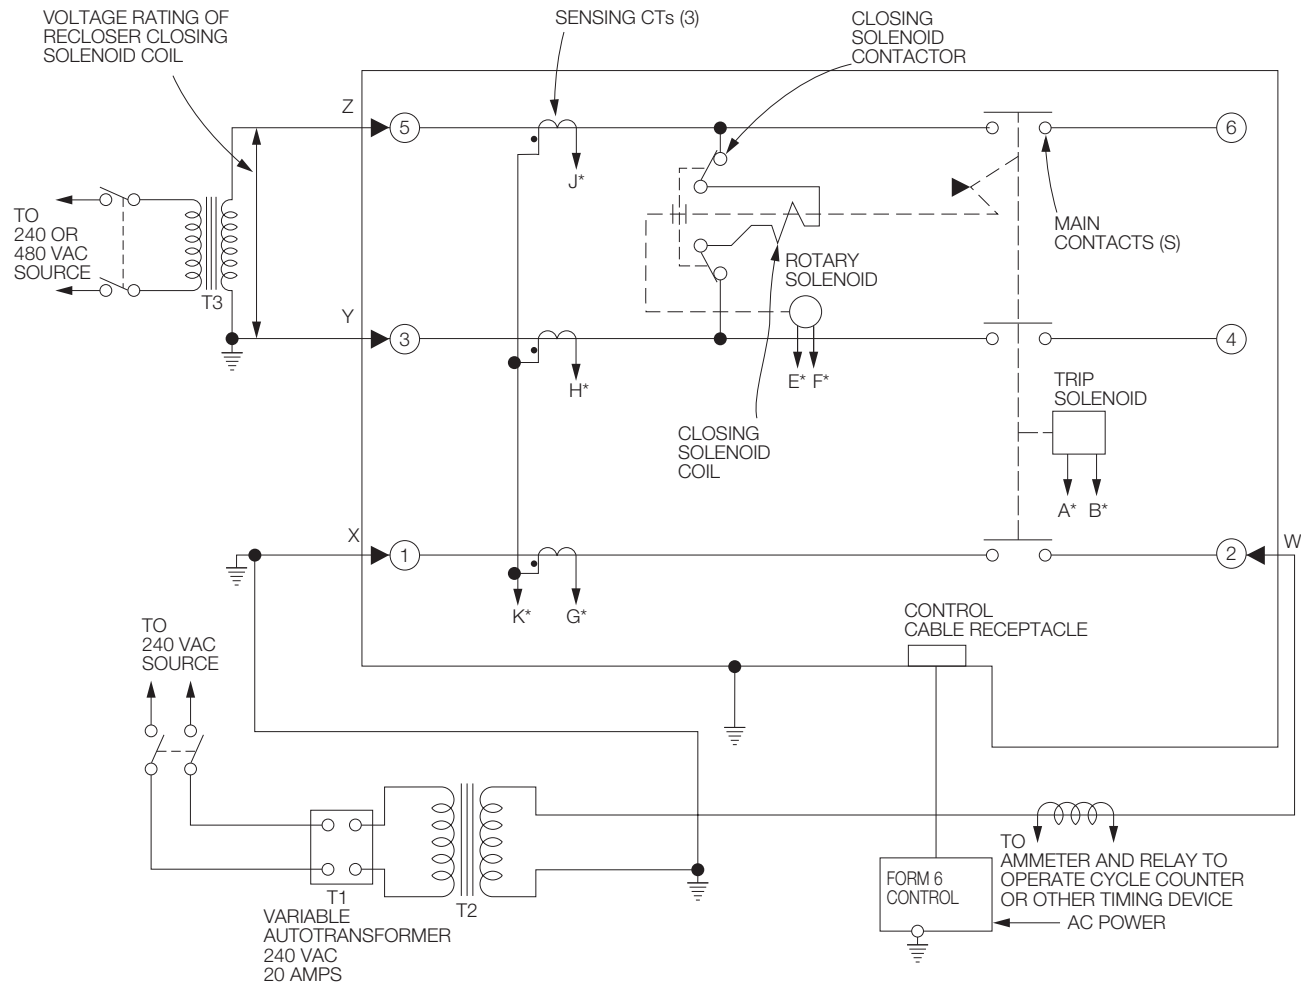 VOLTAGE RATING OF
RECLOSER CLOSING
SOLENOID COIL
SENSING CTs (3)
CLOSING
SOLENOID
CONTACTOR
Z
5
6
J*
TO
240 OR
480 VAC
SOURCE
T3
MAIN
CONTACTS (S)
ROTARY
SOLENOID
Y
3
4
H*
E* F*
CLOSING
SOLENOID
COIL
TRIP
SOLENOID
A* B*
X
1
2
W
K*
G*
CONTROL
CABLE RECEPTACLE
TO
240 VAC
SOURCE
T1
VARIABLE
AUTOTRANSFORMER
240 VAC
20 AMPS
T2
TO
AMMETER AND RELAY TO
OPERATE CYCLE COUNTER
OR OTHER TIMING DEVICE
FORM 6
CONTROL
AC POWER